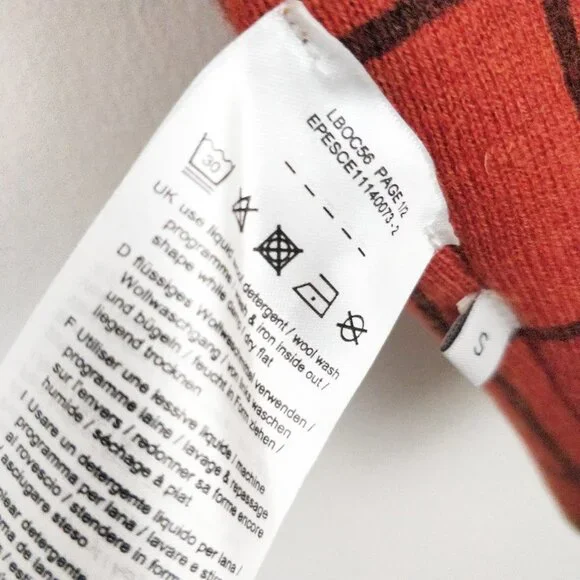 LBOC56 PAGE 1/2
EPESCE11140073-2
30
UK use liquid detergent / wool wash
programme / wash & iron inside out /
shape while / dry flat
D flüssiges Wollwaschmittel verwenden /
Wollwaschgang / waschen
und bügeln / feucht in Form ziehen /
liegend trocknen
F Utiliser une lessive liquide / machine
programme laine / lavage & repassage
sur l'envers / redonner sa forme encore
humide / séchage à plat
I Usare un detergente liquido per lana /
programma per lana / lavare e stirare
al rovescio / stendere in forma
asciugare steso
detergente
de lana
S